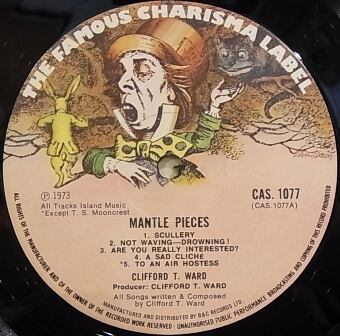 THE FAMOUS CHARISMA LABEL
℗ 1973
All Tracks Island Music
*Except T. S. Mooncrest
CAS. 1077
(CAS.1077A)
MANTLE PIECES
1. SCULLERY
2. NOT WAVING—DROWNING!
3. ARE YOU REALLY INTERESTED?
4. A SAD CLICHÉ
*5. TO AN AIR HOSTESS
CLIFFORD T. WARD
Producer: CLIFFORD T. WARD
All Songs written & Composed
by Clifford T. Ward
MANUFACTURED AND DISTRIBUTED BY B&C RECORDS LTD.
ALL RIGHTS OF THE MANUFACTURER AND OF THE OWNER OF THE RECORDED WORK RESERVED. UNAUTHORISED PUBLIC PERFORMANCE BROADCASTING AND COPYING OF THIS RECORD PROHIBITED